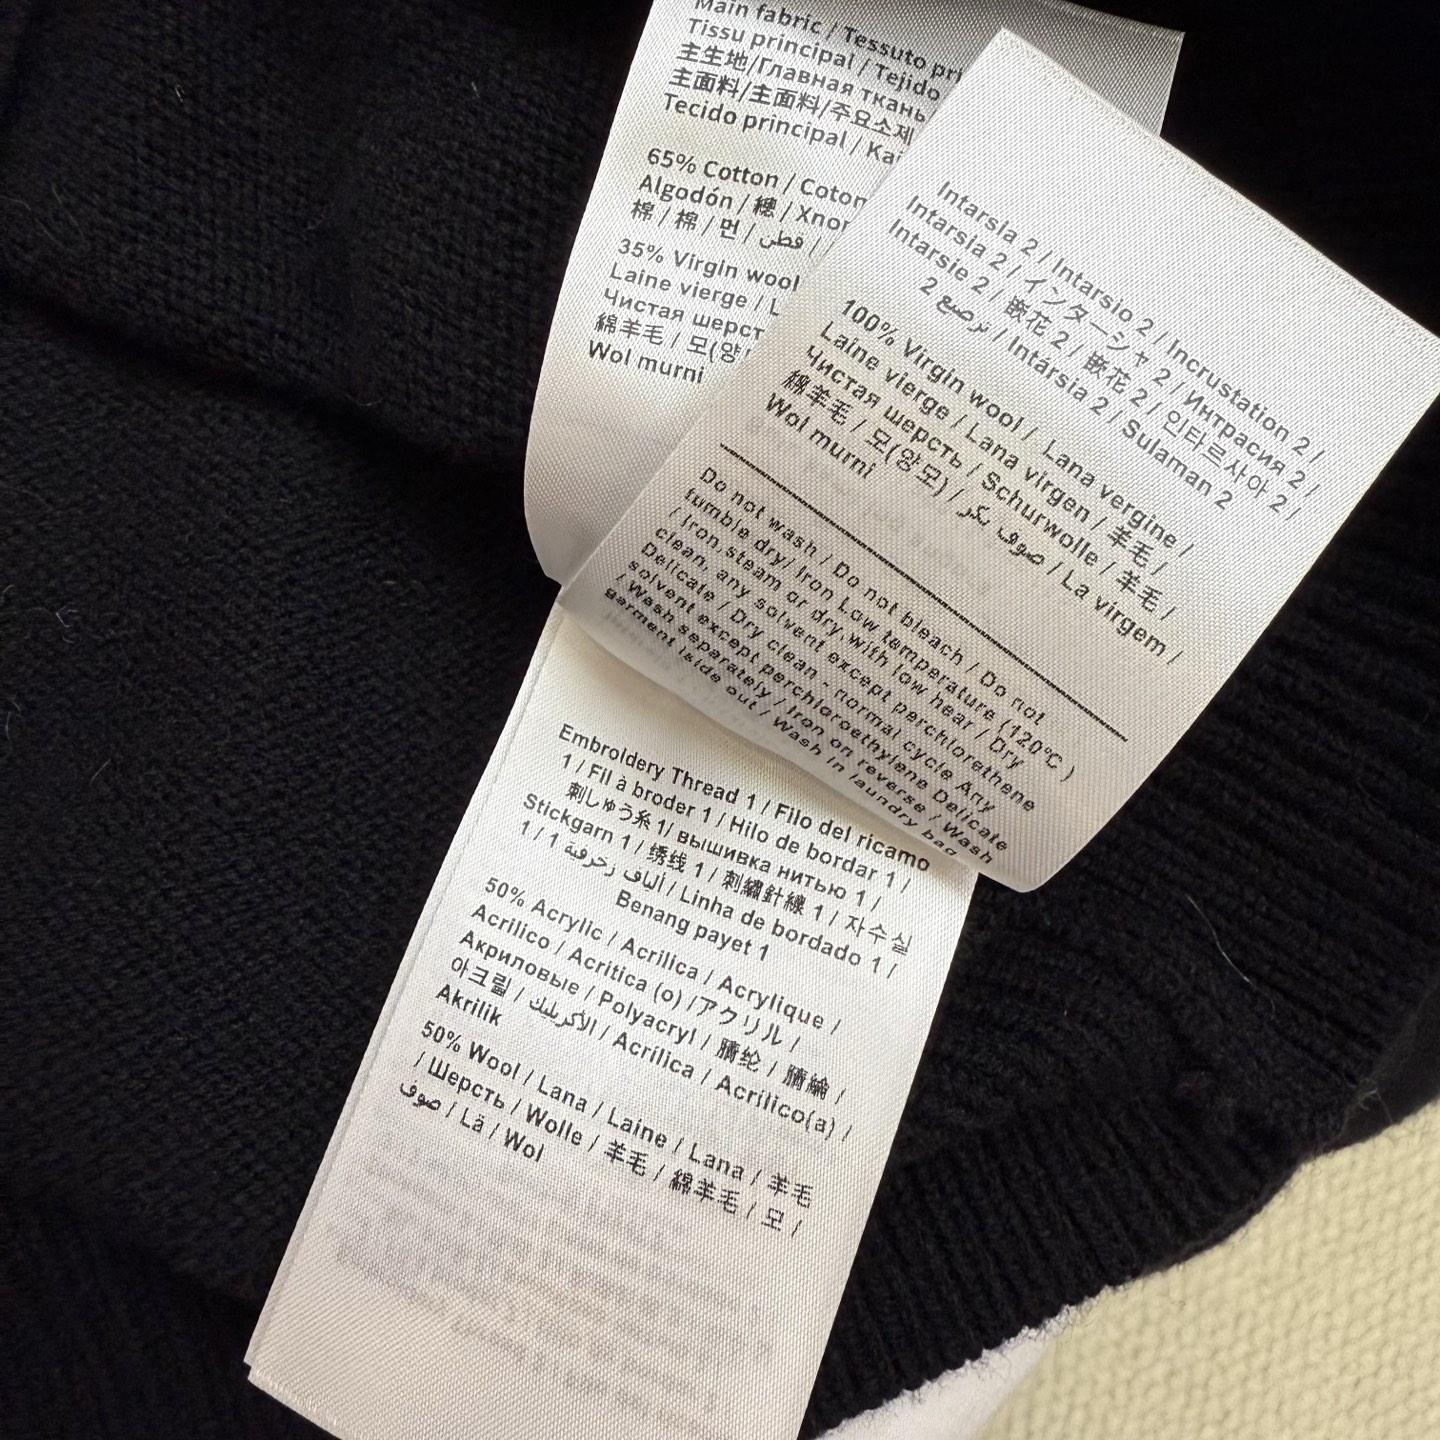 Main fabric / Tessuto pri
Tissu principal / Tejido
主生地/Главная ткань
主面料/主面料/주요소재
Tecido principal / Kai
65% Cotton / Coton
Algodón / 穂 / Хлоп
棉 / 棉 / 면 / قطن /
35% Virgin wool
Laine vierge / L
Чистая шерст
綿羊毛 / 모(양
Wol murni
Intarsia 2 / Intarsio 2 / Incrustation 2 /
Intarsia 2 / インターシャ 2 / Интрасия 2 /
Intarsie 2 / 嵌花 2 / 嵌花 2 / 인타르사아 2 /
ترصيع 2 / Intársia 2 / Sulaman 2
100% Virgin wool / Lana vergine /
Laine vierge / Lana virgen / 羊毛 /
Чистая шерсть / Schurwolle / 羊毛 /
綿羊毛 / 모(양모) / صوف بكر / La virgem /
Wol murni
Do not wash / Do not bleach / Do not
tumble dry/ Iron Low temperature (120°C )
/ Iron,steam or dry,with low hear / Dry
clean, any solvent except perchlorethene
Delicate / Dry clean - normal cycle Any
solvent except perchloroethylene Delicate
/ Wash separately / Iron on reverse / Wash
garment iside out / Wash in laundry bag
Embroidery Thread 1 / Filo del ricamo
1 / Fil à broder 1 / Hilo de bordar 1 /
刺しゅう糸 1/ вышивка нитью 1 /
Stickgarn 1 / 绣线 1 / 刺繡針綫 1 / 자수실
1 / ألياف زخرفية 1 / Linha de bordado 1 /
Benang payet 1
50% Acrylic / Acrilica / Acrylique /
Acrílico / Acritica (o) /アクリル /
Акриловые / Polyacryl / 腈纶 / 腈綸 /
아크릴 / الأكريليك / Acrílica / Acrílico(a) /
Akrilik
50% Wool / Lana / Laine / Lana / 羊毛
/ Шерсть / Wolle / 羊毛 / 綿羊毛 / 모 /
صوف / Lä / Wol